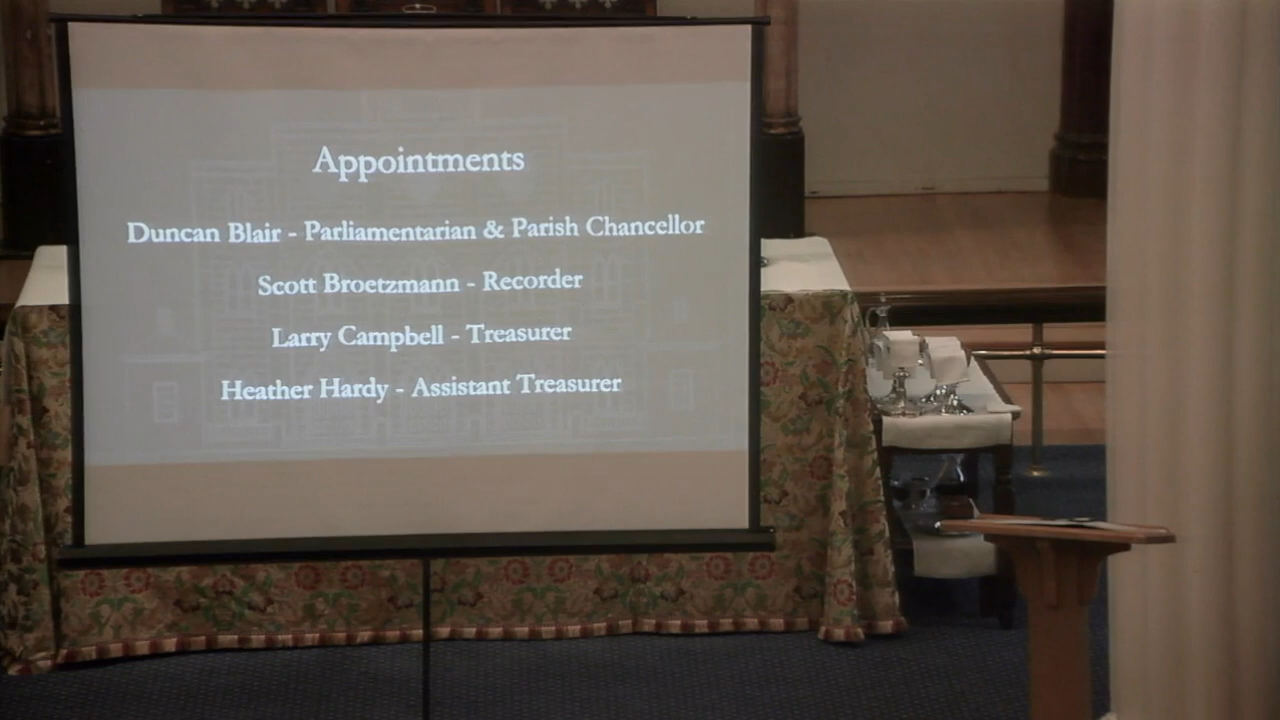 Appointments
Duncan Blair - Parliamentarian & Parish Chancellor
Scott Broetzmann - Recorder
Larry Campbell - Treasurer
Heather Hardy - Assistant Treasurer